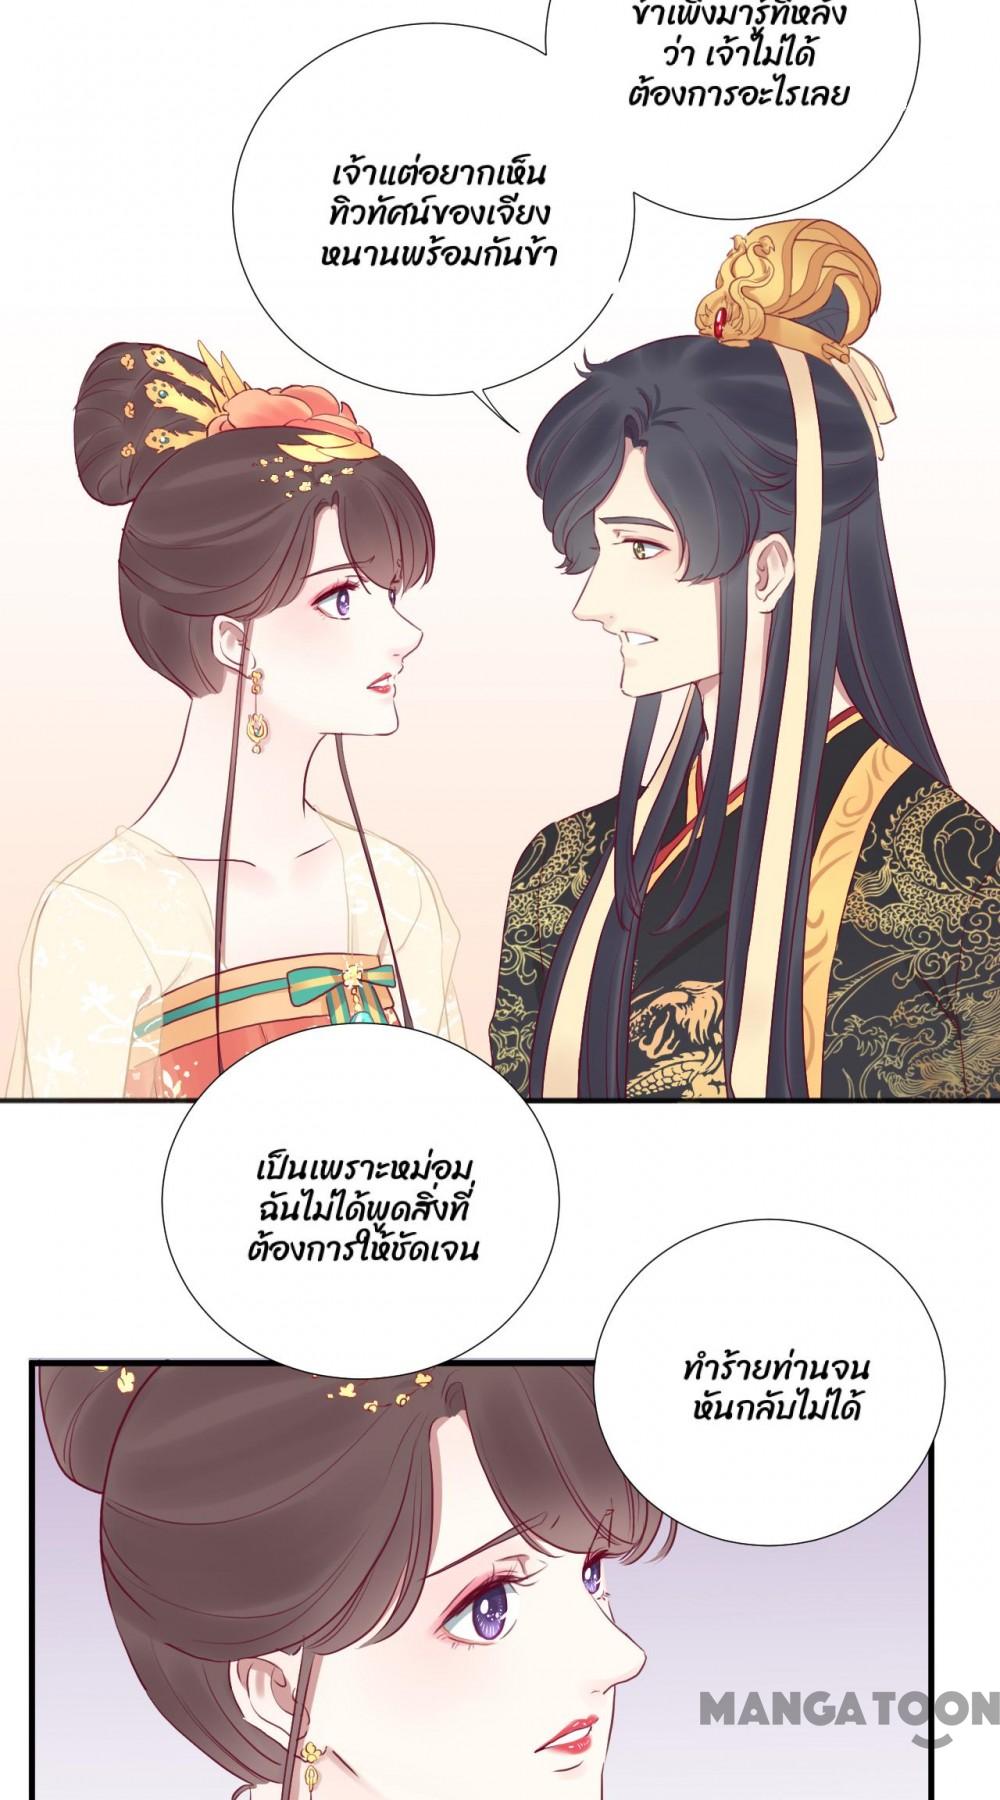 ข้าเพิ่งมารู้ทีหลัง
ว่า เจ้าไม่ได้
ต้องการอะไรเลย
เจ้าแต่อยากเห็น
ทิวทัศน์ของเจียง
หนานพร้อมกันข้า
เป็นเพราะหม่อม
ฉันไม่ได้พูดสิ่งที่
ต้องการให้ชัดเจน
ทำร้ายท่านจน
หันกลับไม่ได้
MANGATOON